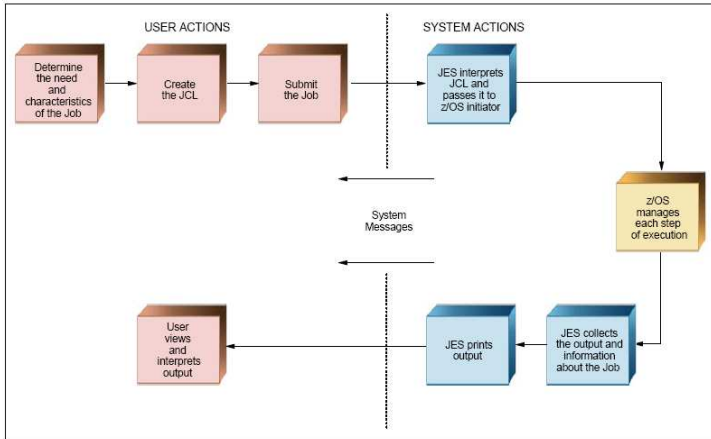 USER ACTIONS
SYSTEM ACTIONS
Determine
the need
and
characteristics
of the Job
Create
the JCL
Submit
the Job
JES interprets
JCL and
passes it to
z/OS initiator
z/OS
manages
each step
of execution
System
Messages
User
views
and
interprets
output
JES prints
output
JES collects
the output and
information
about the Job